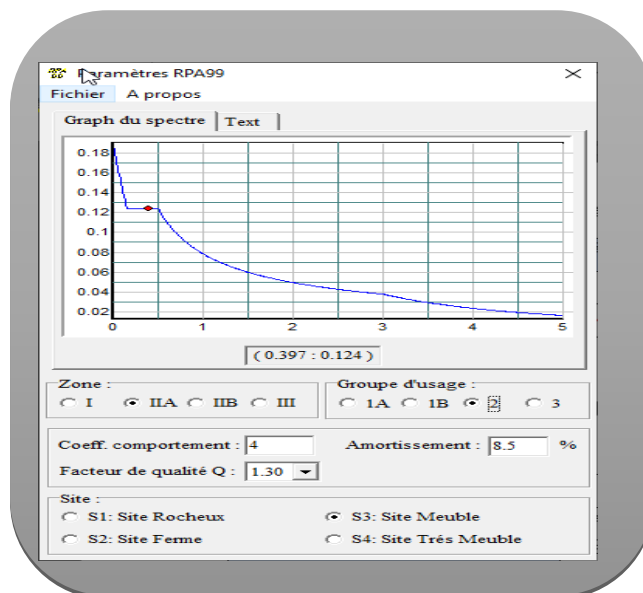 Paramètres RPA99
Fichier A propos
Graph du spectre Text
0.18
0.16
0.14
0.12
0.1
0.08
0.06
0.04
0.02
0 1 2 3 4 5
( 0.397 : 0.124 )
Zone :
I IIA IIB III
Groupe d'usage :
1A 1B 2 3
Coeff. comportement : 4 Amortissement : 8.5 %
Facteur de qualité Q : 1.30
Site :
S1: Site Rocheux S3: Site Meuble
S2: Site Ferme S4: Site Trés Meuble